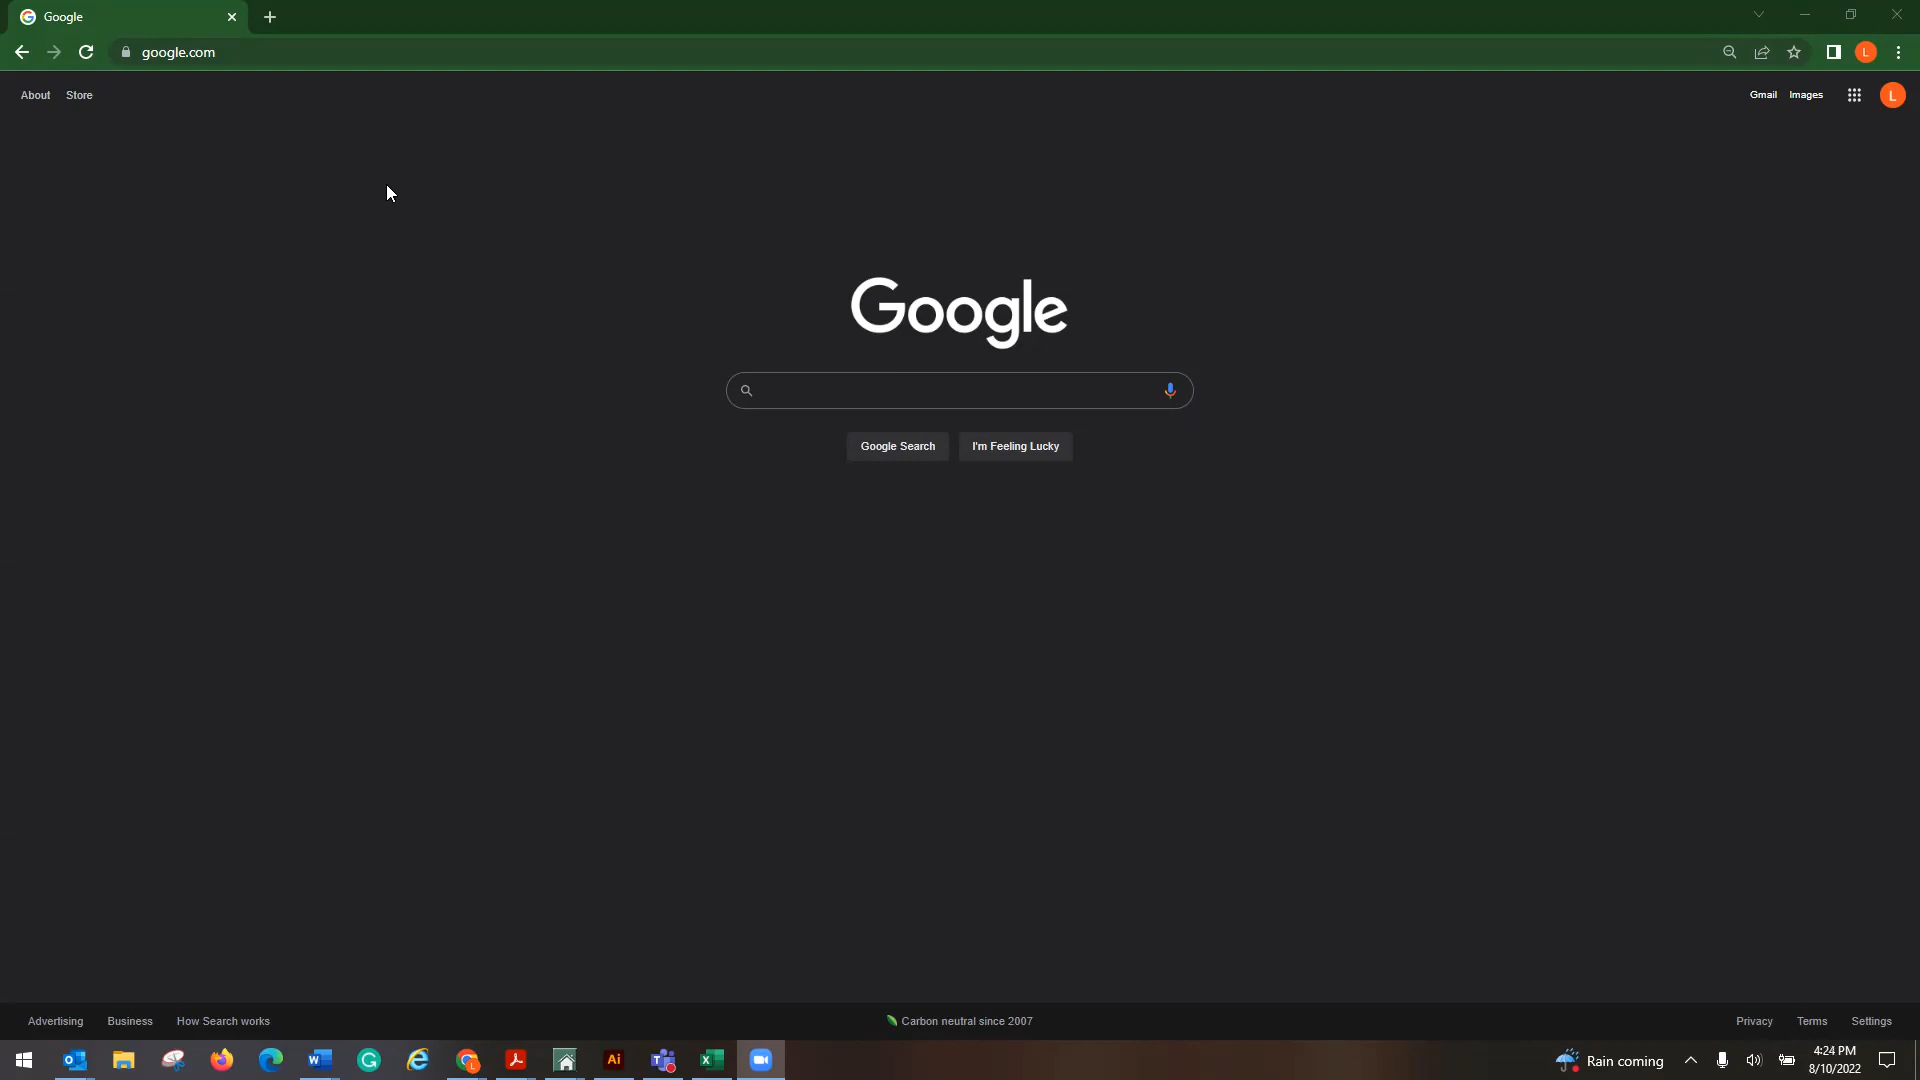 Google
google.com
L
About Store
Gmail Images
L
Google
Google Search I'm Feeling Lucky
Advertising Business How Search works
Carbon neutral since 2007
Privacy Terms Settings
Ai
Rain coming
4:24 PM
8/10/2022